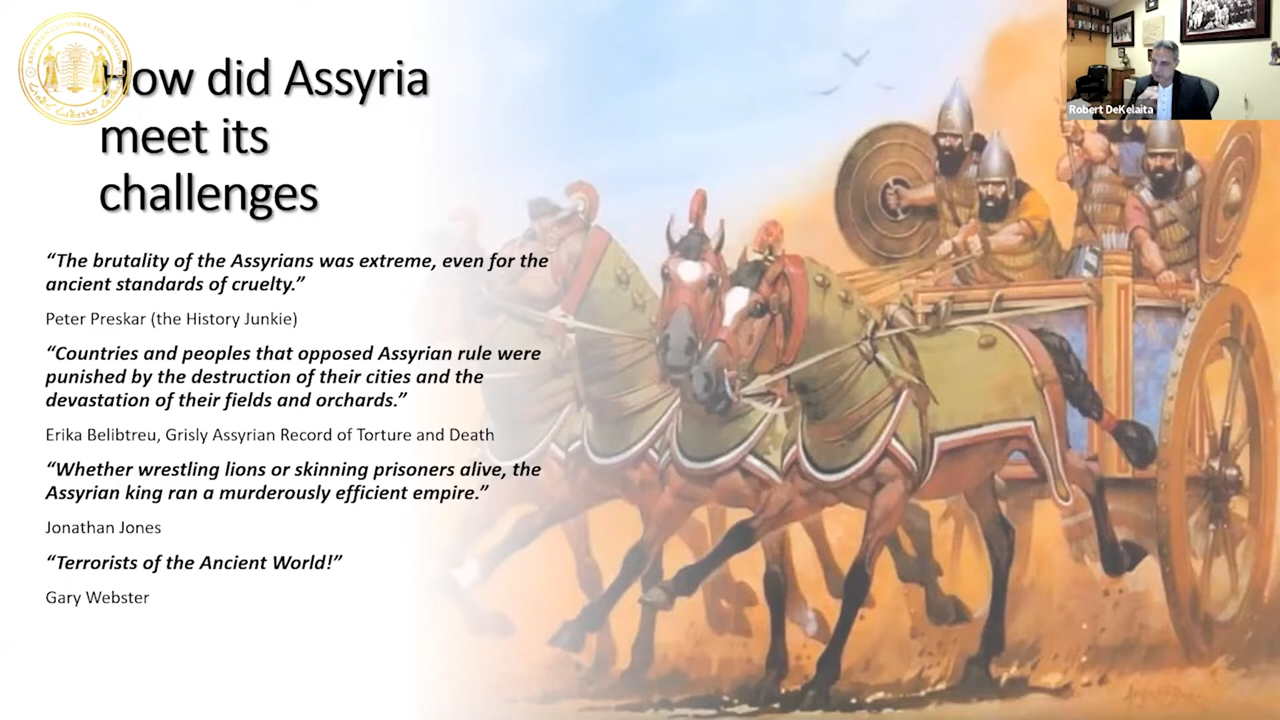 How did Assyria
meet its
challenges
“The brutality of the Assyrians was extreme, even for the
ancient standards of cruelty.”
Peter Preskar (the History Junkie)
“Countries and peoples that opposed Assyrian rule were
punished by the destruction of their cities and the
devastation of their fields and orchards.”
Erika Belibtreu, Grisly Assyrian Record of Torture and Death
“Whether wrestling lions or skinning prisoners alive, the
Assyrian king ran a murderously efficient empire.”
Jonathan Jones
“Terrorists of the Ancient World!”
Gary Webster
Robert DeKelaita